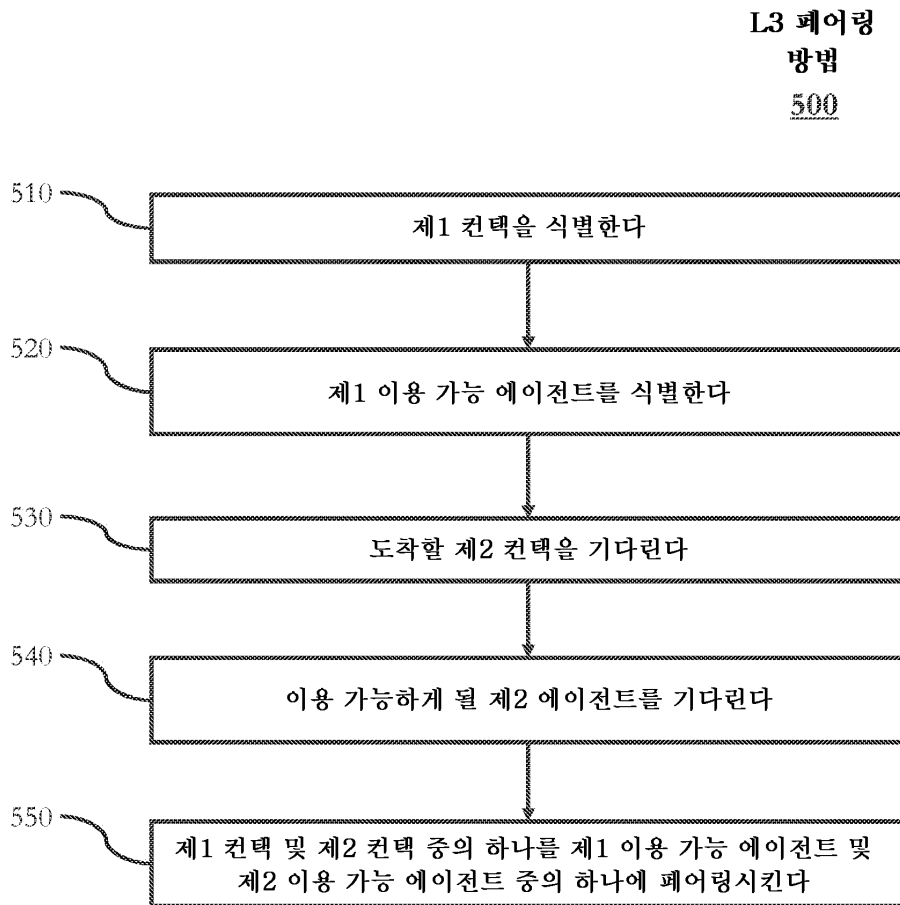 L3 페어링
방법
500
510
제1 컨택을 식별한다
520
제1 이용 가능 에이전트를 식별한다
530
도착할 제2 컨택을 기다린다
540
이용 가능하게 될 제2 에이전트를 기다린다
550
제1 컨택 및 제2 컨택 중의 하나를 제1 이용 가능 에이전트 및
제2 이용 가능 에이전트 중의 하나에 페어링시킨다